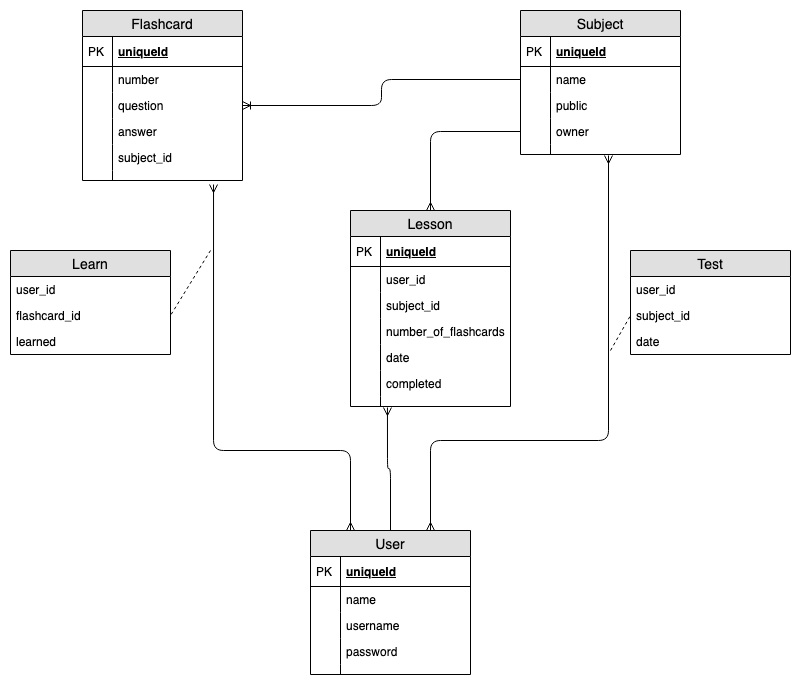 Flashcard
PK uniqueId
number
question
answer
subject_id
Subject
PK uniqueId
name
public
owner
Lesson
PK uniqueId
user_id
subject_id
number_of_flashcards
date
completed
Learn
user_id
flashcard_id
learned
Test
user_id
subject_id
date
User
PK uniqueId
name
username
password